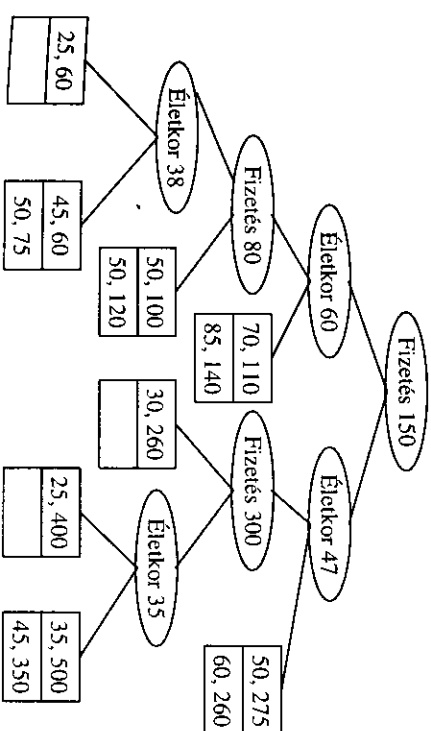 Fizetés 150
Életkor 60
Életkor 47
Fizetés 80
70, 110
85, 140
Fizetés 300
50, 275
60, 260
Életkor 38
50, 100
50, 120
30, 260
Életkor 35
25, 60
45, 60
50, 75
25, 400
35, 500
45, 350